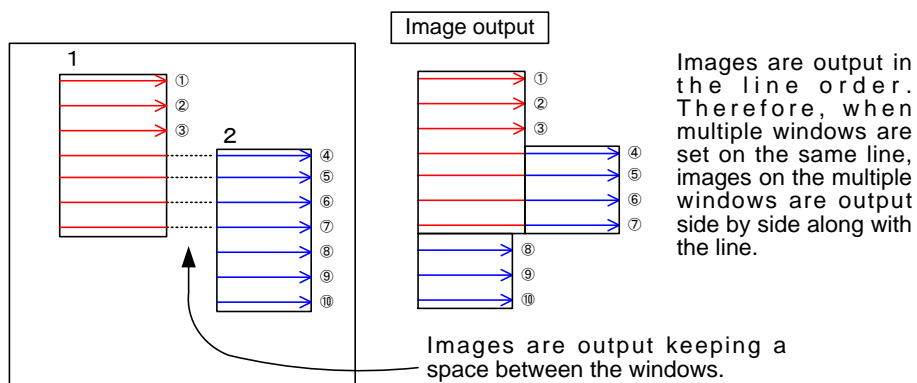 Image output
1
①
②
③
2
④
⑤
⑥
⑦
⑧
⑨
⑩
①
②
③
④
⑤
⑥
⑦
⑧
⑨
⑩
Images are output in
the line order.
Therefore, when
multiple windows are
set on the same line,
images on the multiple
windows are output
side by side along with
the line.
Images are output keeping a
space between the windows.